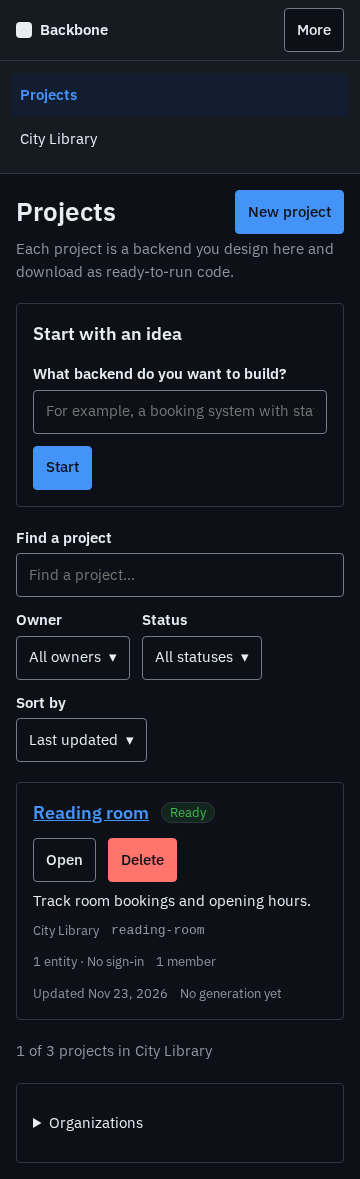 Backbone
More
Projects
City Library
Projects
New project
Each project is a backend you design here and
download as ready-to-run code.
Start with an idea
What backend do you want to build?
For example, a booking system with sta
Start
Find a project
Find a project...
Owner
Status
All owners ▾
All statuses ▾
Sort by
Last updated ▾
Reading room
Ready
Open
Delete
Track room bookings and opening hours.
City Library reading-room
1 entity · No sign-in 1 member
Updated Nov 23, 2026 No generation yet
1 of 3 projects in City Library
▶ Organizations